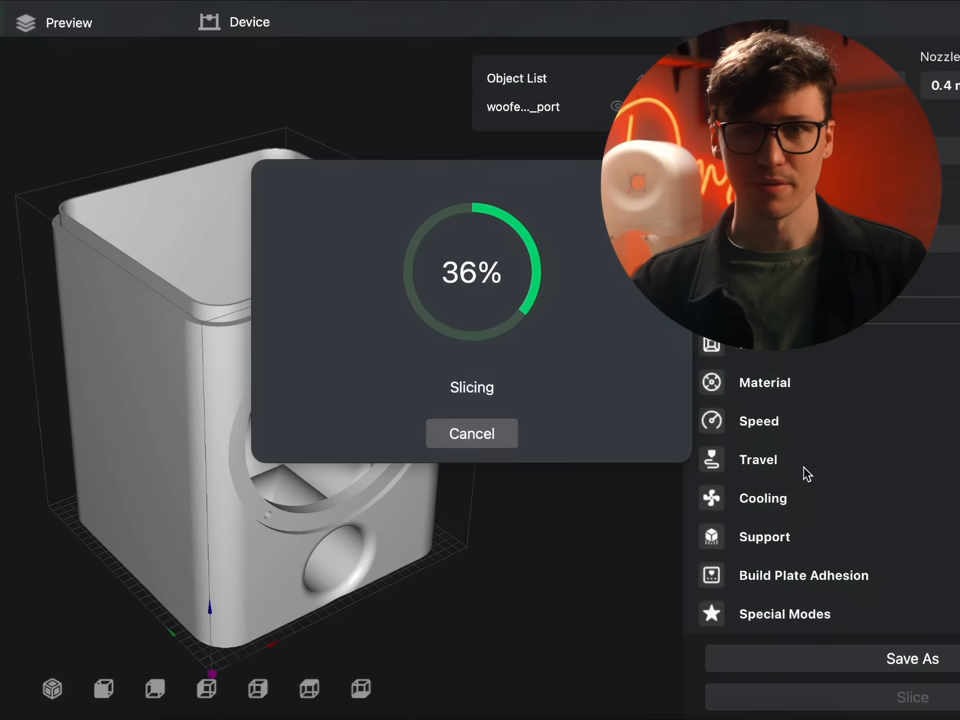 Preview
Device
Object List
woofe..._port
Nozzle
0.4
36%
Slicing
Cancel
Material
Speed
Travel
Cooling
Support
Build Plate Adhesion
Special Modes
Save As
Slice